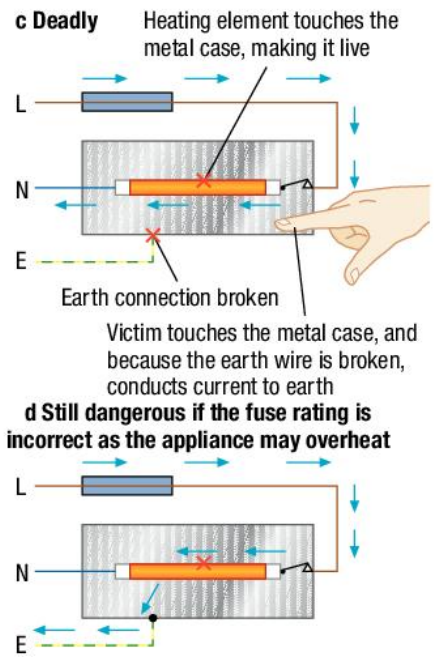 c Deadly
Heating element touches the
metal case, making it live
L
N
E
Earth connection broken
Victim touches the metal case, and
because the earth wire is broken,
conducts current to earth
d Still dangerous if the fuse rating is
incorrect as the appliance may overheat
L
N
E